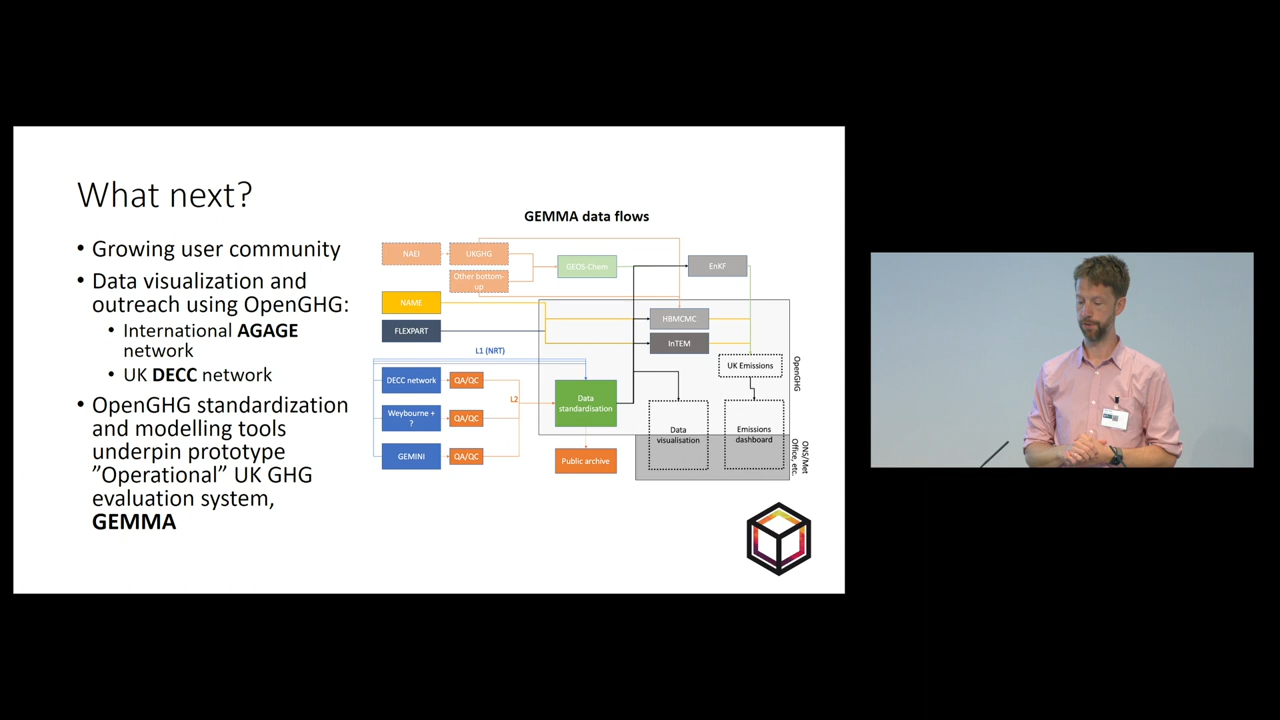 What next?
• Growing user community
• Data visualization and
outreach using OpenGHG:
• International AGAGE
network
• UK DECC network
• OpenGHG standardization
and modelling tools
underpin prototype
”Operational” UK GHG
evaluation system,
GEMMA
GEMMA data flows
NAEI
UKGHG
Other bottom-
up
GEOS-Chem
EnKF
NAME
FLEXPART
HBMCMC
InTEM
L1 (NRT)
UK Emissions
OpenGHG
DECC network
QA/QC
L2
Data
standardisation
Weybourne +
?
QA/QC
Data
visualisation
Emissions
dashboard
GEMINI
QA/QC
Public archive
ONS/Met
Office, etc.